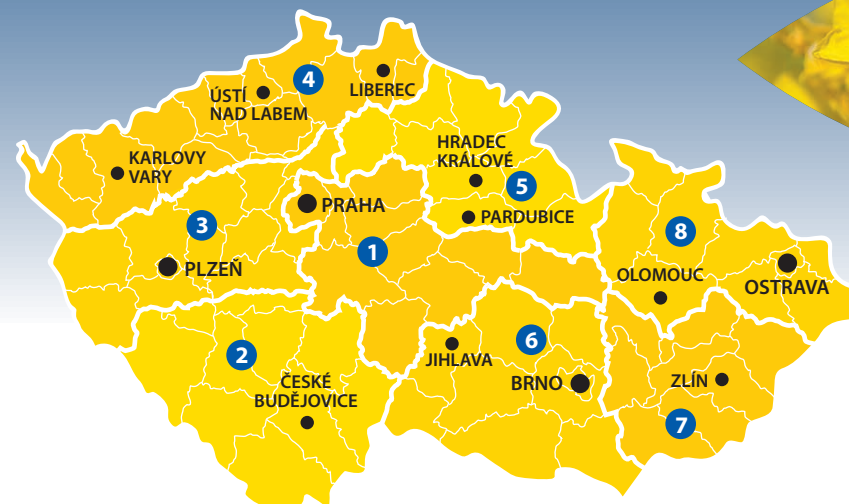 4
ÚSTÍ
NAD LABEM
LIBEREC
KARLOVY
VARY
HRADEC
KRÁLOVÉ
5
PARDUBICE
PRAHA
3
PLZEŇ
1
8
OLOMOUC
OSTRAVA
2
ČESKÉ
BUDĚJOVICE
6
JIHLAVA
BRNO
ZLÍN
7